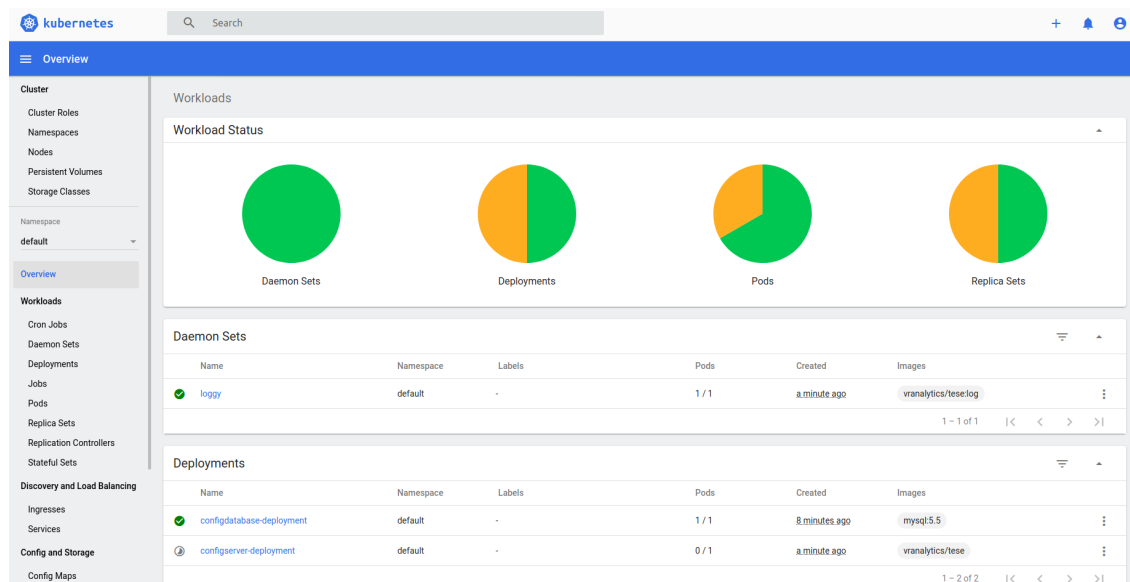 kubernetes
Search
Overview
Cluster
Cluster Roles
Namespaces
Nodes
Persistent Volumes
Storage Classes
Namespace
default
Overview
Workloads
Cron Jobs
Daemon Sets
Deployments
Jobs
Pods
Replica Sets
Replication Controllers
Stateful Sets
Discovery and Load Balancing
Ingresses
Services
Config and Storage
Config Maps
Workloads
Workload Status
Daemon Sets Deployments Pods Replica Sets
Daemon Sets
Name Namespace Labels Pods Created Images
loggy default - 1 / 1 a minute ago vranalytics/tese:log
1 – 1 of 1
Deployments
Name Namespace Labels Pods Created Images
configdatabase-deployment default - 1 / 1 8 minutes ago mysql:5.5
configserver-deployment default - 0 / 1 a minute ago vranalytics/tese
1 – 2 of 2